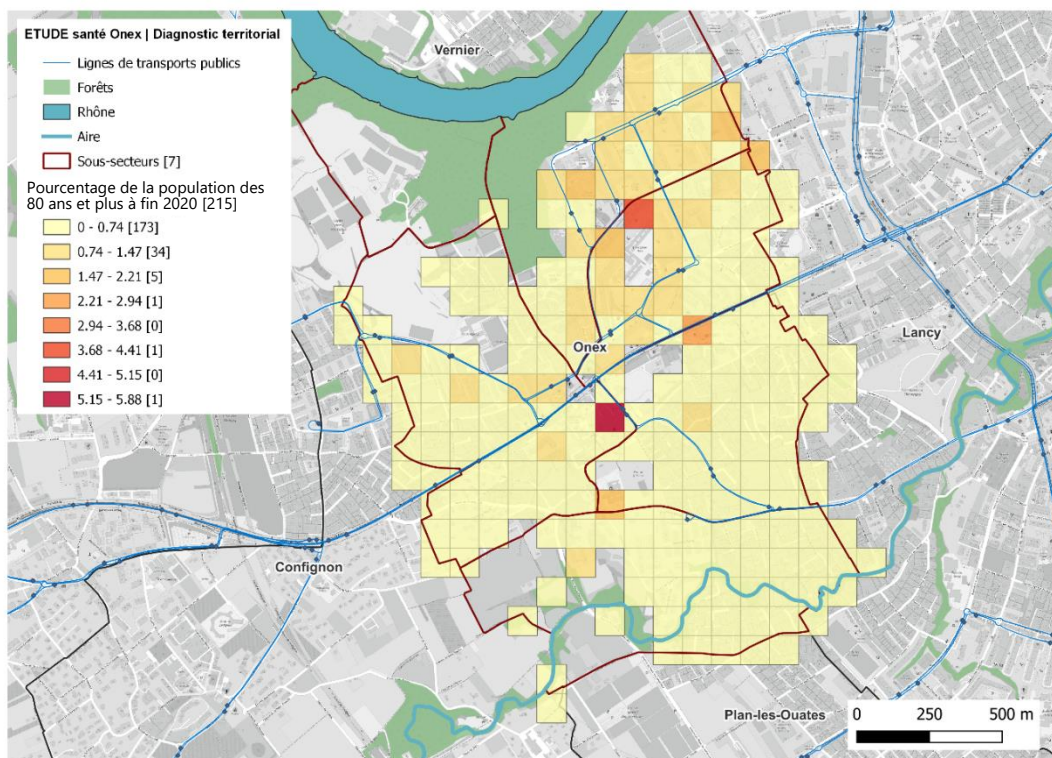 ETUDE santé Onex | Diagnostic territorial
Lignes de transports publics
Forêts
Rhône
Aire
Sous-secteurs [7]
Pourcentage de la population des
80 ans et plus à fin 2020 [215]
0 - 0.74 [173]
0.74 - 1.47 [34]
1.47 - 2.21 [5]
2.21 - 2.94 [1]
2.94 - 3.68 [0]
3.68 - 4.41 [1]
4.41 - 5.15 [0]
5.15 - 5.88 [1]
Vernier
Lancy
Onex
Confignon
Plan-les-Ouates
0 250 500 m